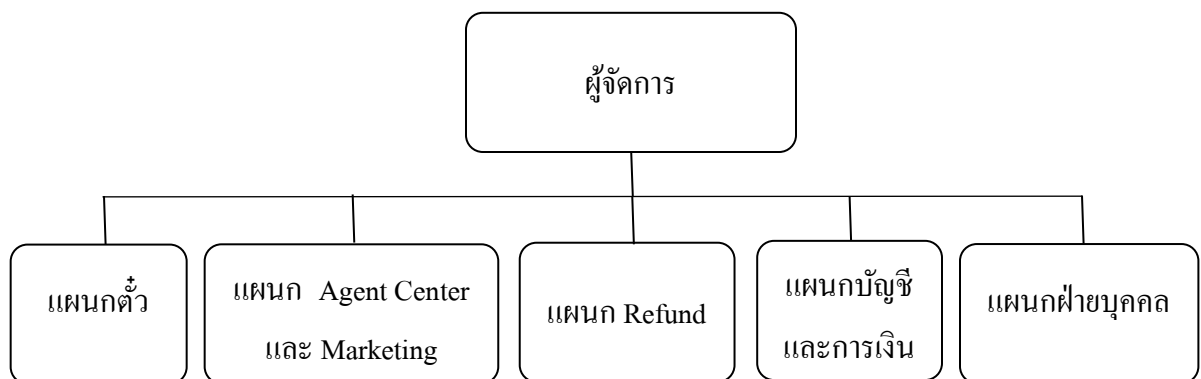 ผู้จัดการ
แผนกตั๋ว
แผนก Agent Center
และ Marketing
แผนก Refund
แผนกบัญชี
และการเงิน
แผนกฝ่ายบุคคล